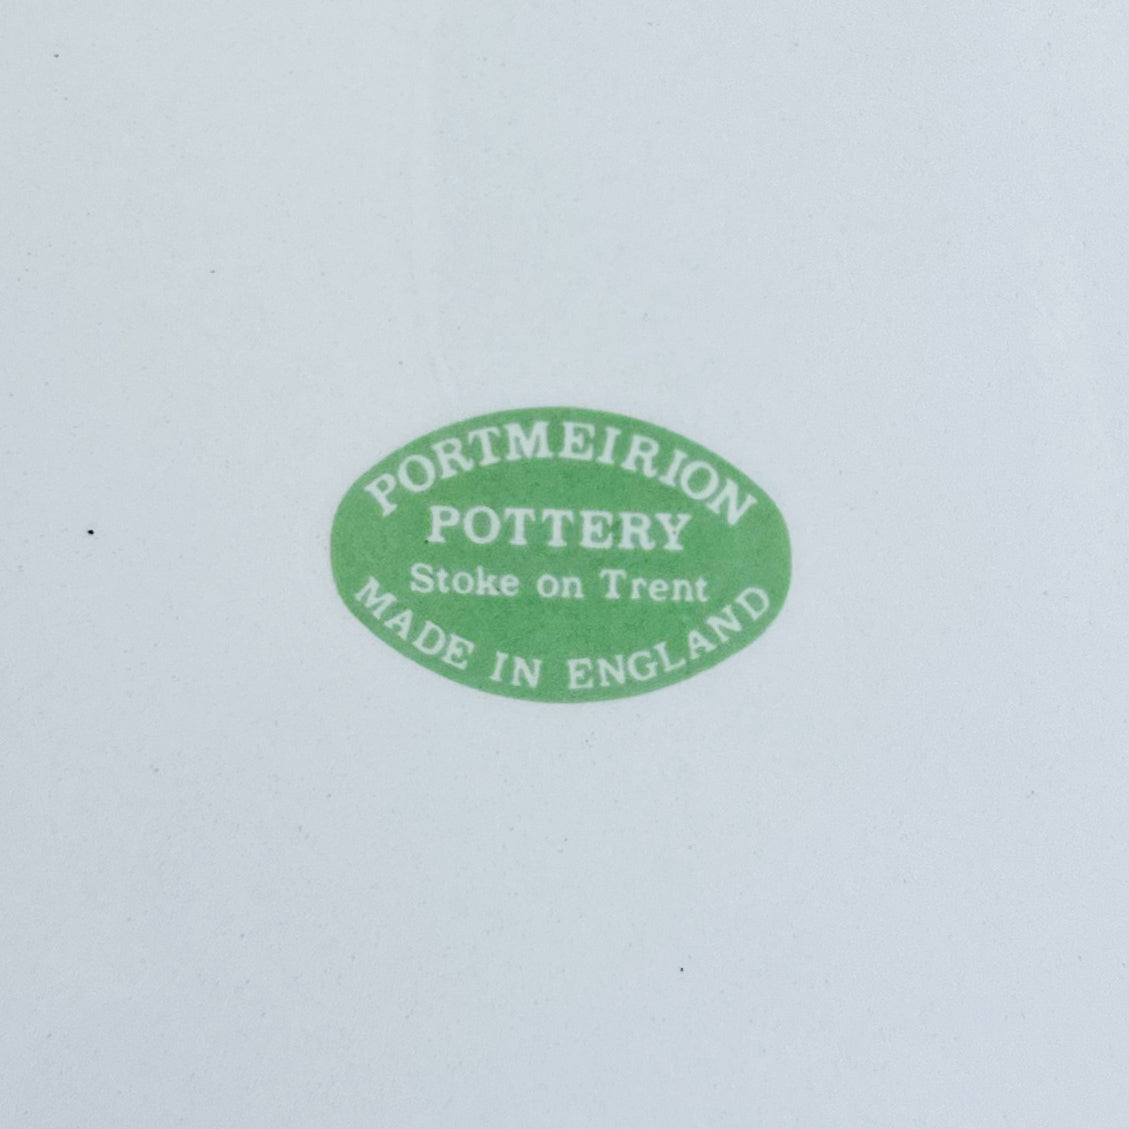 PORTMEIRION
POTTERY
Stoke on Trent
MADE IN ENGLAND